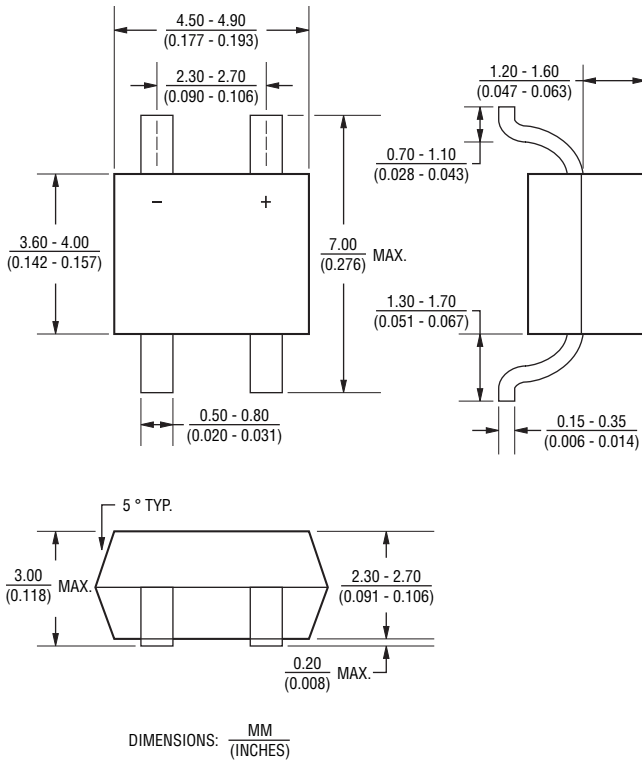 4.50 - 4.90
(0.177 - 0.193)
2.30 - 2.70
(0.090 - 0.106)
- +
3.60 - 4.00
(0.142 - 0.157)
7.00
(0.276) MAX.
0.50 - 0.80
(0.020 - 0.031)
1.20 - 1.60
(0.047 - 0.063)
0.70 - 1.10
(0.028 - 0.043)
1.30 - 1.70
(0.051 - 0.067)
0.15 - 0.35
(0.006 - 0.014)
5 ° TYP.
3.00
(0.118) MAX.
2.30 - 2.70
(0.091 - 0.106)
0.20
(0.008) MAX.
DIMENSIONS: MM
(INCHES)